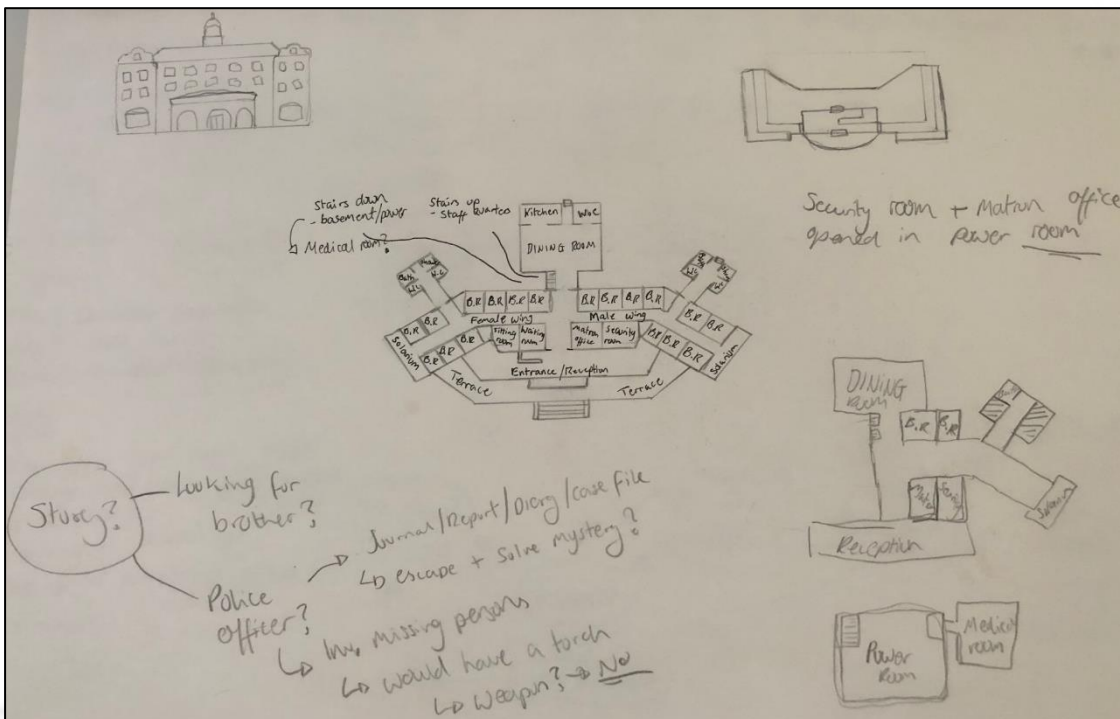 Stairs down
- basement/power
Medical room?
Stairs up
- staff quarters
Kitchen
W.C
DINING ROOM
Bath
W.C
B.R B.R B.R B.R
B.R B.R B.R B.R
Female wing
Male wing
B.R B.R
B.R B.R
Solarium
B.R B.R B.R
Sitting room
Waiting room
Matron office
Security room
B.R B.R B.R
Solarium
Entrance/Reception
Terrace
Terrace
Security room + Matron office
opened in power room
DINING
room
B.R B.R
Solarium
Reception
Power
Room
Medical
room
Story?
Looking for
brother?
Police
officer?
Journal/Report/Diary/case file
escape + solve mystery?
Inv. missing persons
would have a torch
weapon? → No